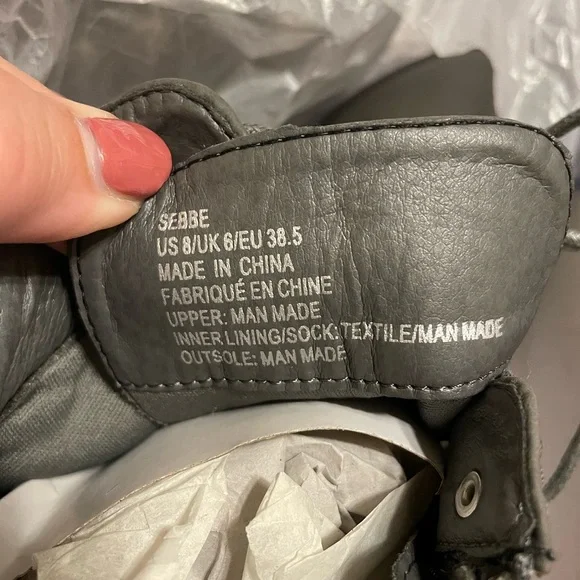 SEBBE
US 8/UK 6/EU 38.5
MADE IN CHINA
FABRIQUÉ EN CHINE
UPPER: MAN MADE
INNER LINING/SOCK:TEXTILE/MAN MADE
OUTSOLE: MAN MADE